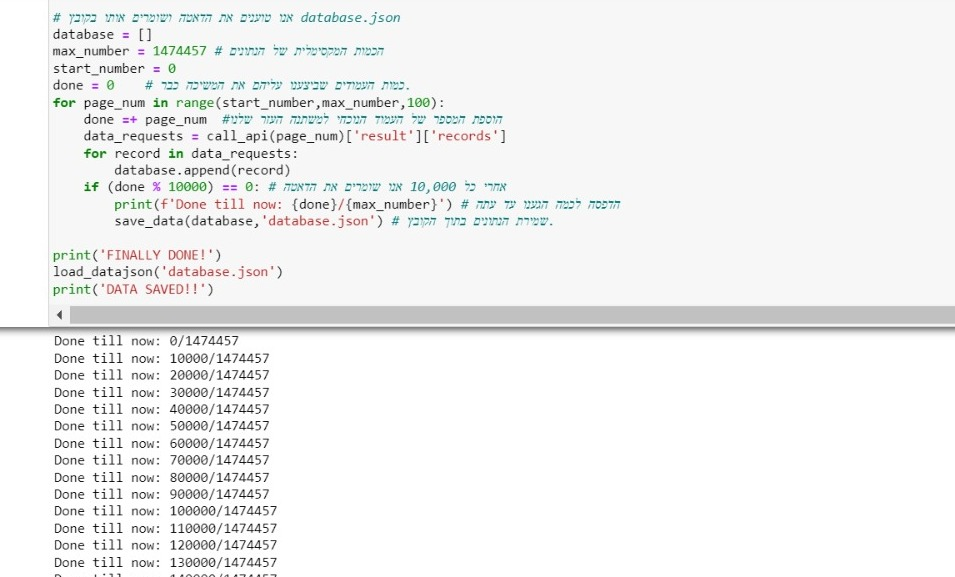 # אנו טוענים את הדאטה ושומרים אותו בקובץ database.json
database = []
max_number = 1474457 # הכמות המקסימלית של הנתונים
start_number = 0
done = 0    # כמות העמודים שביצענו עליהם את המשיכה כבר.
for page_num in range(start_number,max_number,100):
    done =+ page_num  #הוספת המספר של העמוד הנוכחי למשתנה העזר שלנו
    data_requests = call_api(page_num)['result']['records']
    for record in data_requests:
        database.append(record)
    if (done % 10000) == 0: # אחרי כל 10,000 אנו שומרים את הדאטה
        print(f'Done till now: {done}/{max_number}') # הדפסה לכמה הגענו עד עתה
        save_data(database,'database.json') # שמירת הנתונים בתוך הקובץ.
print('FINALLY DONE!')
load_datajson('database.json')
print('DATA SAVED!!')
Done till now: 0/1474457
Done till now: 10000/1474457
Done till now: 20000/1474457
Done till now: 30000/1474457
Done till now: 40000/1474457
Done till now: 50000/1474457
Done till now: 60000/1474457
Done till now: 70000/1474457
Done till now: 80000/1474457
Done till now: 90000/1474457
Done till now: 100000/1474457
Done till now: 110000/1474457
Done till now: 120000/1474457
Done till now: 130000/1474457